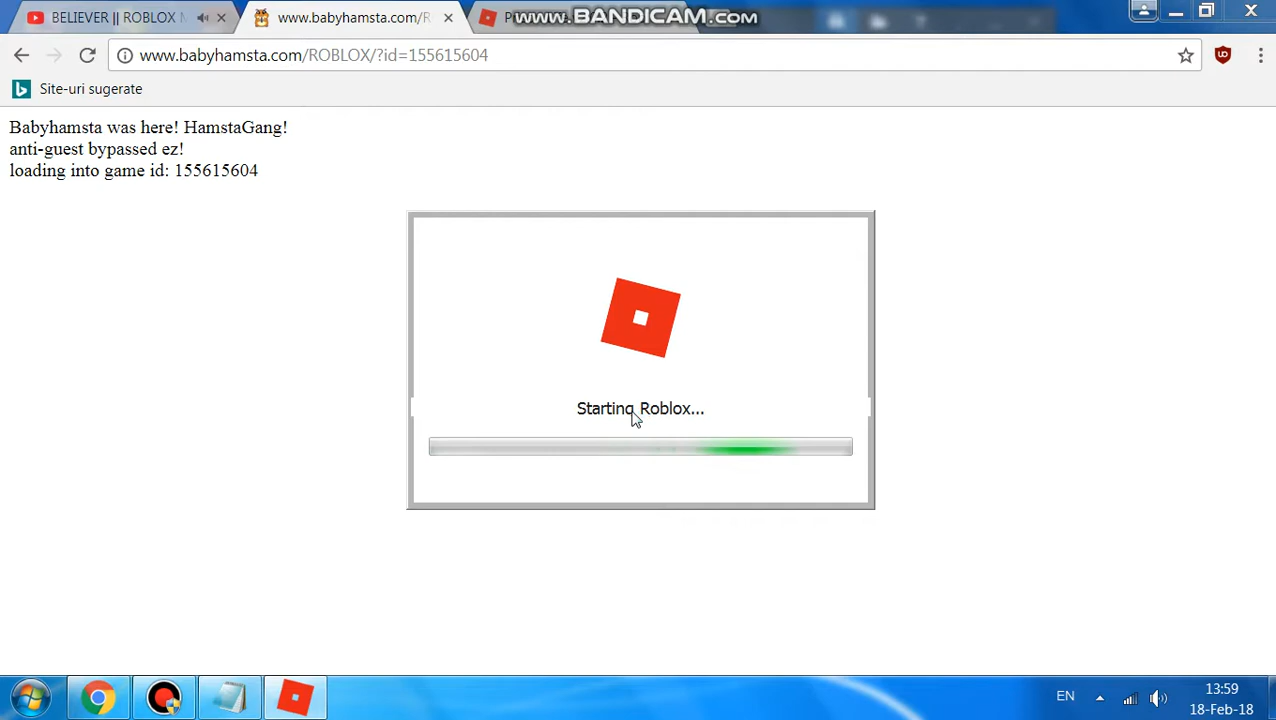 BELIEVER || ROBLOX M
www.babyhamsta.com/R
P
www.BANDICAM.com
www.babyhamsta.com/ROBLOX/?id=155615604
Site-uri sugerate
Babyhamsta was here! HamstaGang!
anti-guest bypassed ez!
loading into game id: 155615604
Starting Roblox...
EN
13:59
18-Feb-18